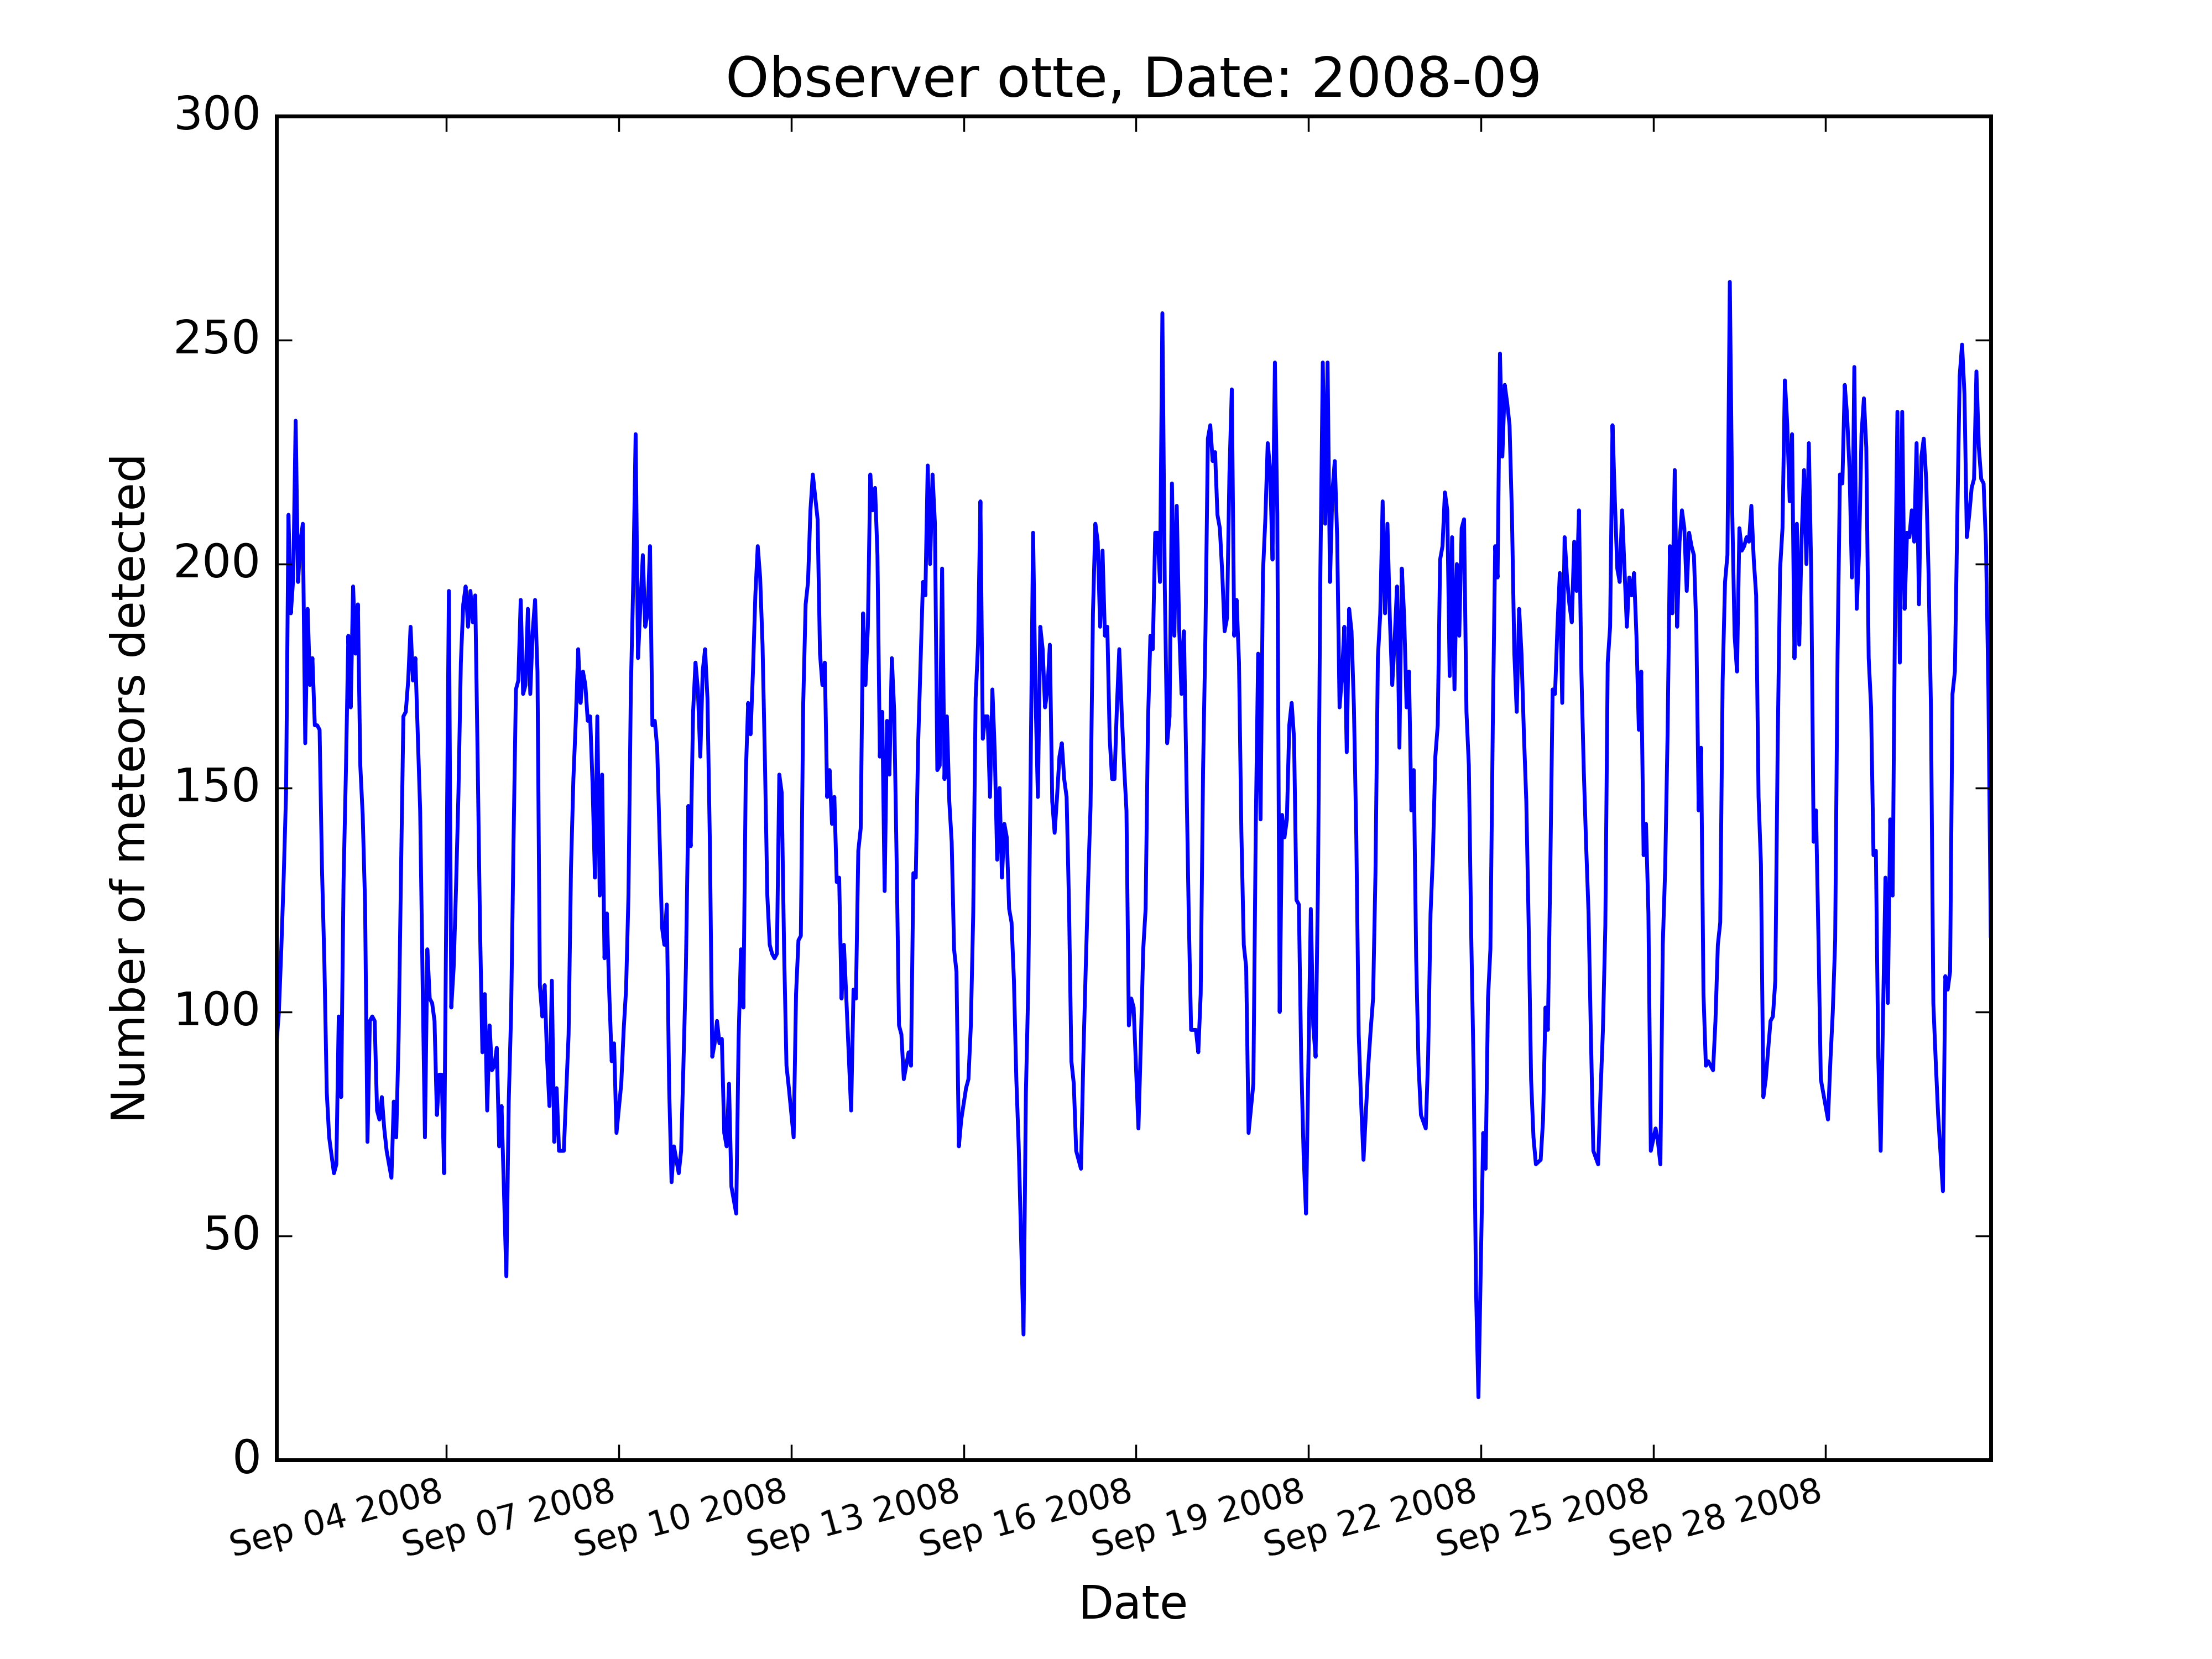 Observer otte, Date: 2008-09
300
250
200
150
100
50
0
Number of meteors detected
Sep 04 2008
Sep 07 2008
Sep 10 2008
Sep 13 2008
Sep 16 2008
Sep 19 2008
Sep 22 2008
Sep 25 2008
Sep 28 2008
Date